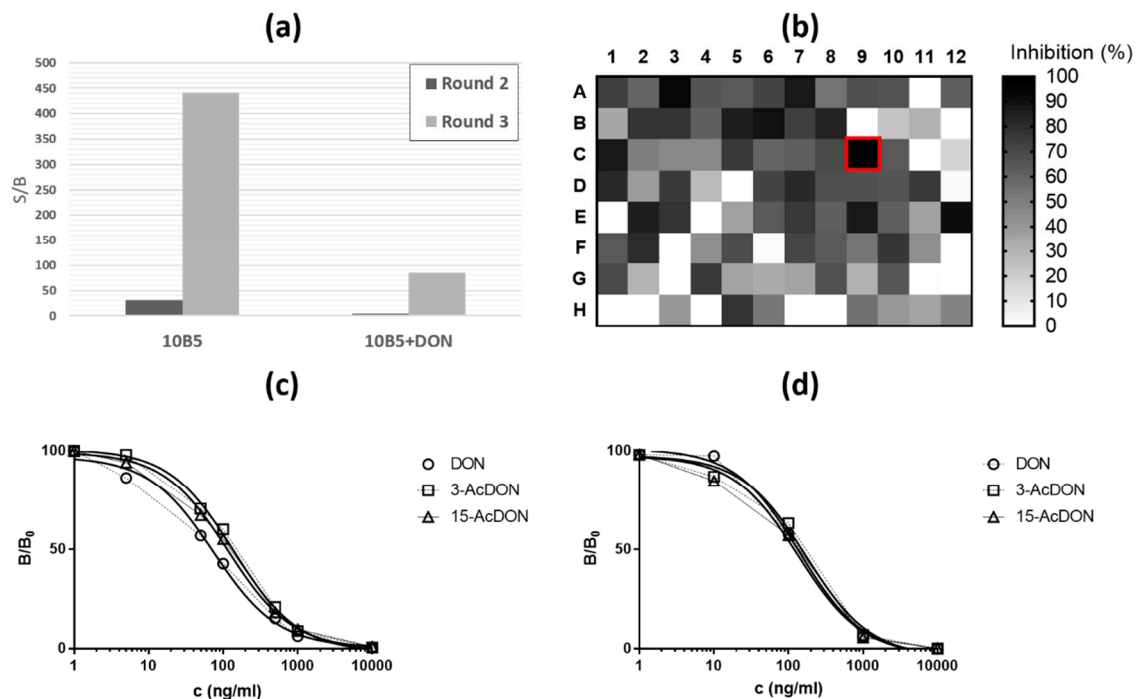 (a)
500
450
400
350
300
250
200
150
100
50
0
S/B
Round 2
Round 3
10B5
10B5+DON
(b)
1 2 3 4 5 6 7 8 9 10 11 12
A
B
C
D
E
F
G
H
Inhibition (%)
100
90
80
70
60
50
40
30
20
10
0
(c)
100
50
0
B/B0
1 10 100 1000 10000
c (ng/ml)
DON
3-AcDON
15-AcDON
(d)
100
50
0
B/B0
1 10 100 1000 10000
c (ng/ml)
DON
3-AcDON
15-AcDON